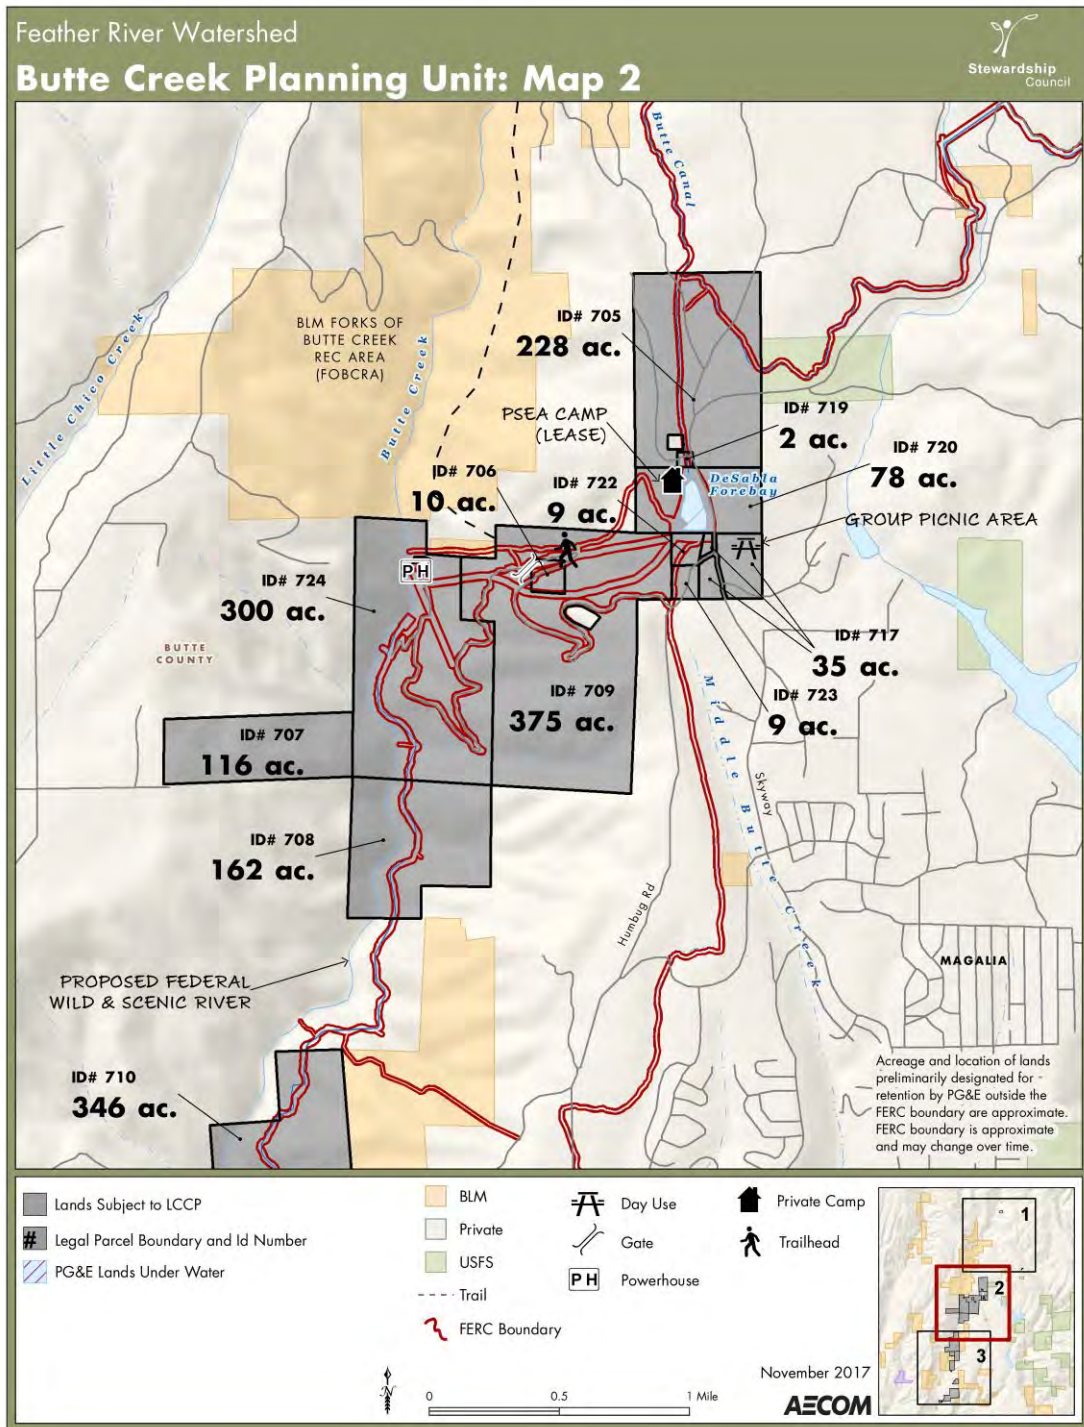 Feather River Watershed
Butte Creek Planning Unit: Map 2
Stewardship
Council
Butte Canal
Little Chico Creek
BLM FORKS OF
BUTTE CREEK
REC AREA
(FOBCRA)
Butte Creek
ID# 705
228 ac.
PSEA CAMP
(LEASE)
ID# 719
2 ac.
ID# 720
78 ac.
DeSabla
Forebay
ID# 706
10 ac.
ID# 722
9 ac.
GROUP PICNIC AREA
PH
ID# 724
300 ac.
BUTTE
COUNTY
ID# 717
35 ac.
ID# 709
375 ac.
ID# 723
9 ac.
ID# 707
116 ac.
Middle Butte Creek
Skyway
ID# 708
162 ac.
Humbug Rd
MAGALIA
PROPOSED FEDERAL
WILD & SCENIC RIVER
ID# 710
346 ac.
Acreage and location of lands
preliminarily designated for
retention by PG&E outside the
FERC boundary are approximate.
FERC boundary is approximate
and may change over time.
Lands Subject to LCCP
# Legal Parcel Boundary and Id Number
PG&E Lands Under Water
BLM
Private
USFS
Trail
FERC Boundary
Day Use
Gate
PH Powerhouse
Private Camp
Trailhead
1
2
3
N
0 0.5 1 Mile
November 2017
AECOM